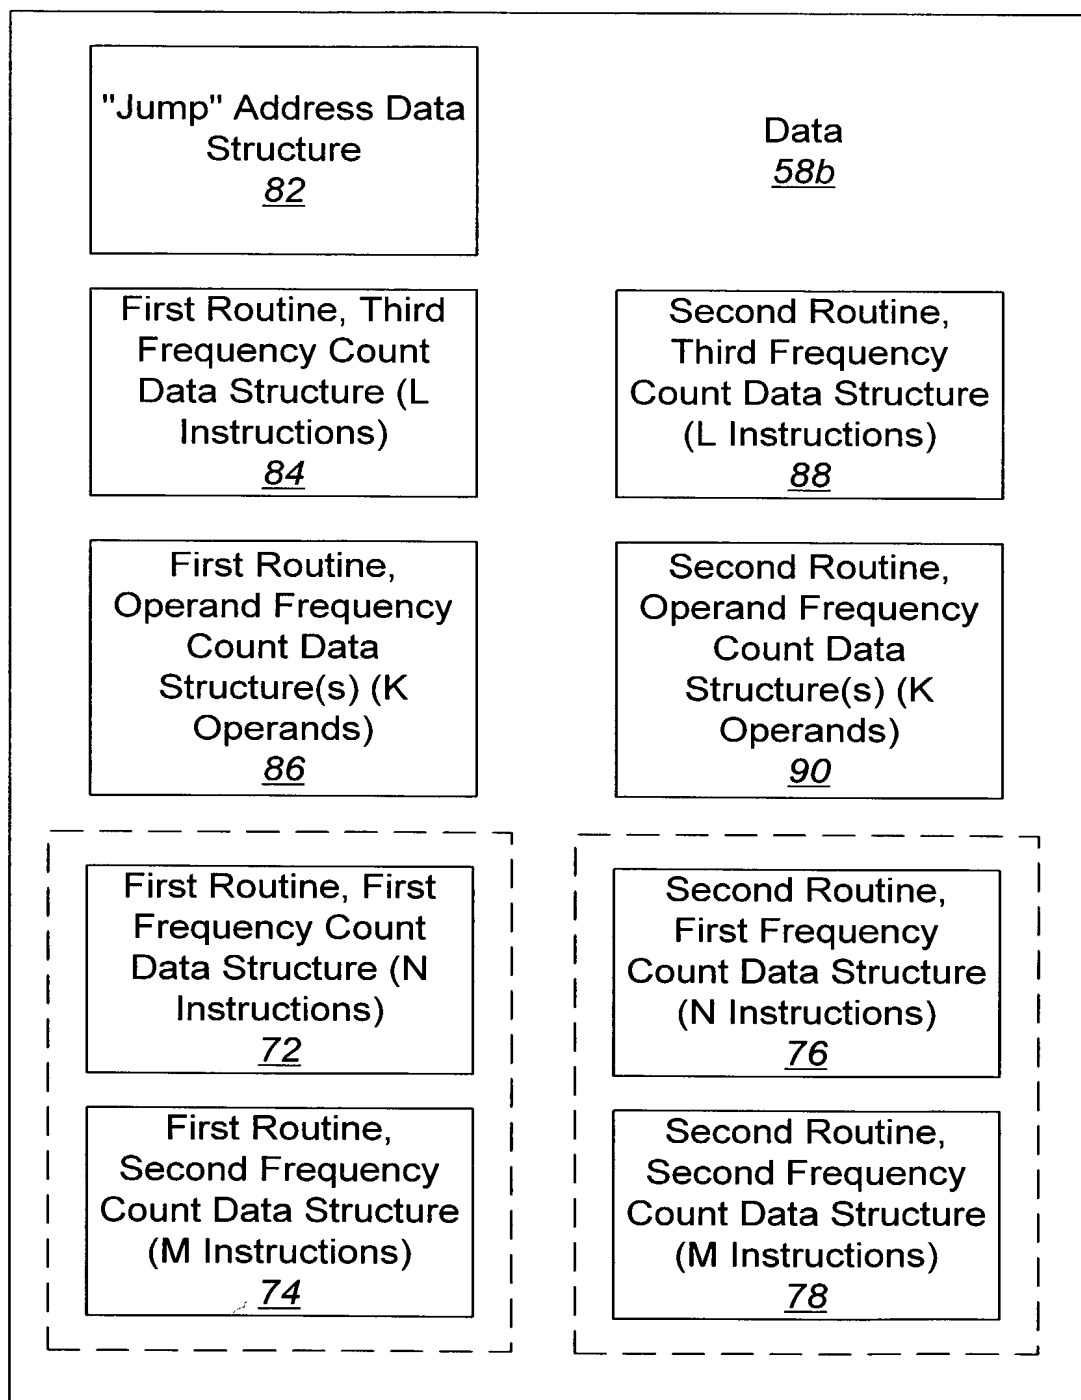 "Jump" Address Data
Structure
82
Data
58b
First Routine, Third
Frequency Count
Data Structure (L
Instructions)
84
Second Routine,
Third Frequency
Count Data Structure
(L Instructions)
88
First Routine,
Operand Frequency
Count Data
Structure(s) (K
Operands)
86
Second Routine,
Operand Frequency
Count Data
Structure(s) (K
Operands)
90
First Routine, First
Frequency Count
Data Structure (N
Instructions)
72
Second Routine,
First Frequency
Count Data Structure
(N Instructions)
76
First Routine,
Second Frequency
Count Data Structure
(M Instructions)
74
Second Routine,
Second Frequency
Count Data Structure
(M Instructions)
78